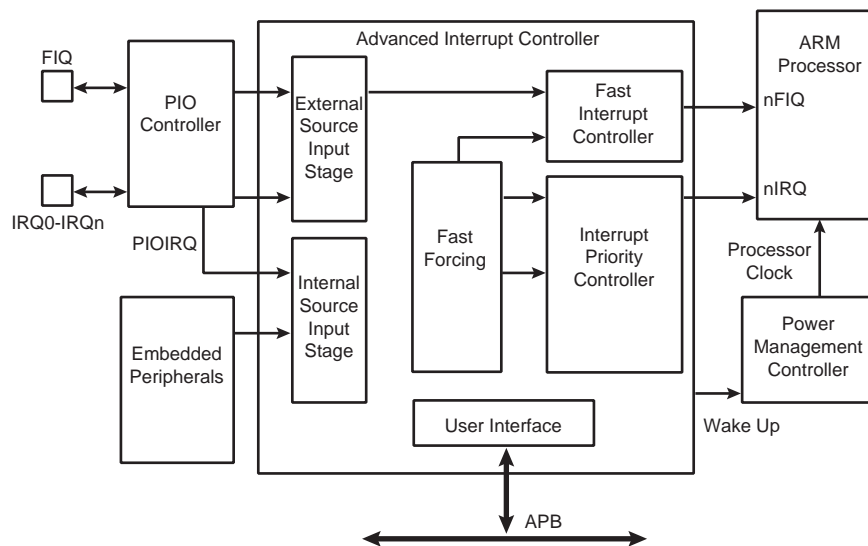 FIQ
IRQ0-IRQn
PIO
Controller
PIOIRQ
Embedded
Peripherals
Advanced Interrupt Controller
External
Source
Input
Stage
Internal
Source
Input
Stage
Fast
Forcing
Fast
Interrupt
Controller
Interrupt
Priority
Controller
User Interface
APB
ARM
Processor
nFIQ
nIRQ
Processor
Clock
Power
Management
Controller
Wake Up